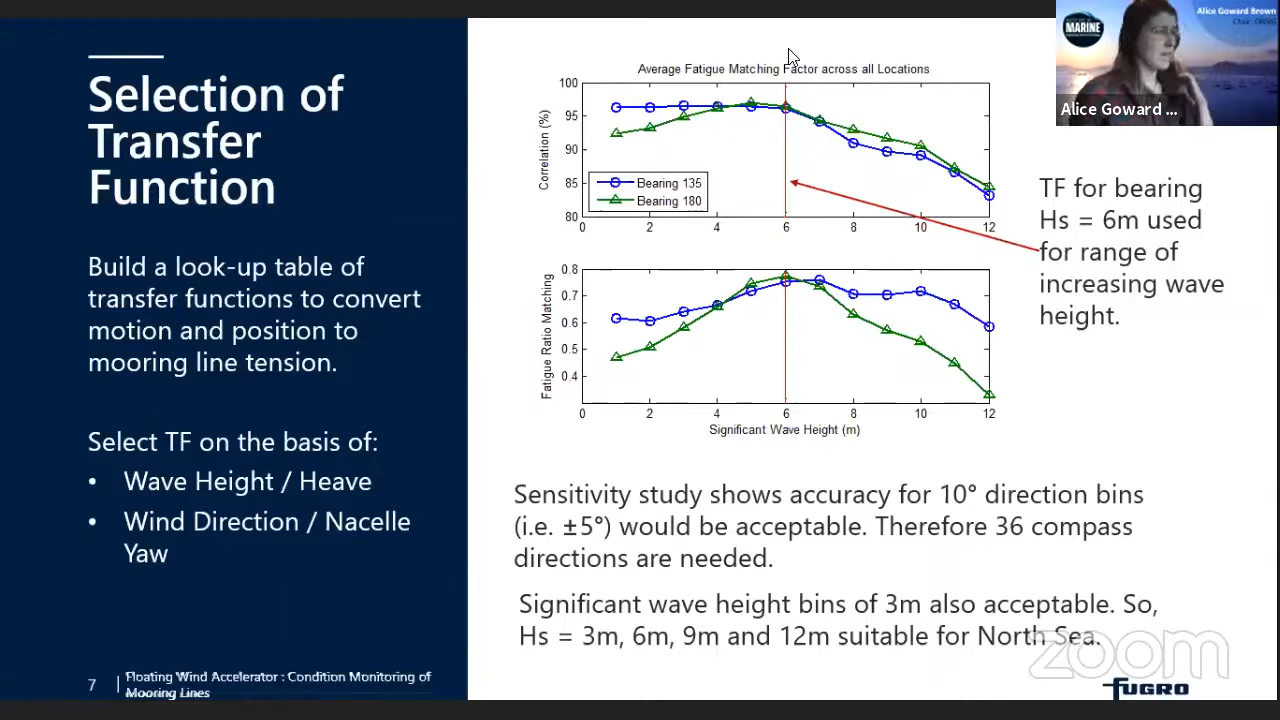 Selection of
Transfer
Function
Build a look-up table of
transfer functions to convert
motion and position to
mooring line tension.
Select TF on the basis of:
• Wave Height / Heave
• Wind Direction / Nacelle
Yaw
7
Floating Wind Accelerator : Condition Monitoring of
Mooring Lines
Average Fatigue Matching Factor across all Locations
Correlation (%)
100
95
90
85
80
Bearing 135
Bearing 180
0 2 4 6 8 10 12
Fatigue Ratio Matching
0.8
0.7
0.6
0.5
0.4
0 2 4 6 8 10 12
Significant Wave Height (m)
TF for bearing
Hs = 6m used
for range of
increasing wave
height.
Sensitivity study shows accuracy for 10° direction bins
(i.e. ±5°) would be acceptable. Therefore 36 compass
directions are needed.
Significant wave height bins of 3m also acceptable. So,
Hs = 3m, 6m, 9m and 12m suitable for North Sea.
zoom
FUGRO
MARINE
Alice Goward Brown
Alice Goward ...